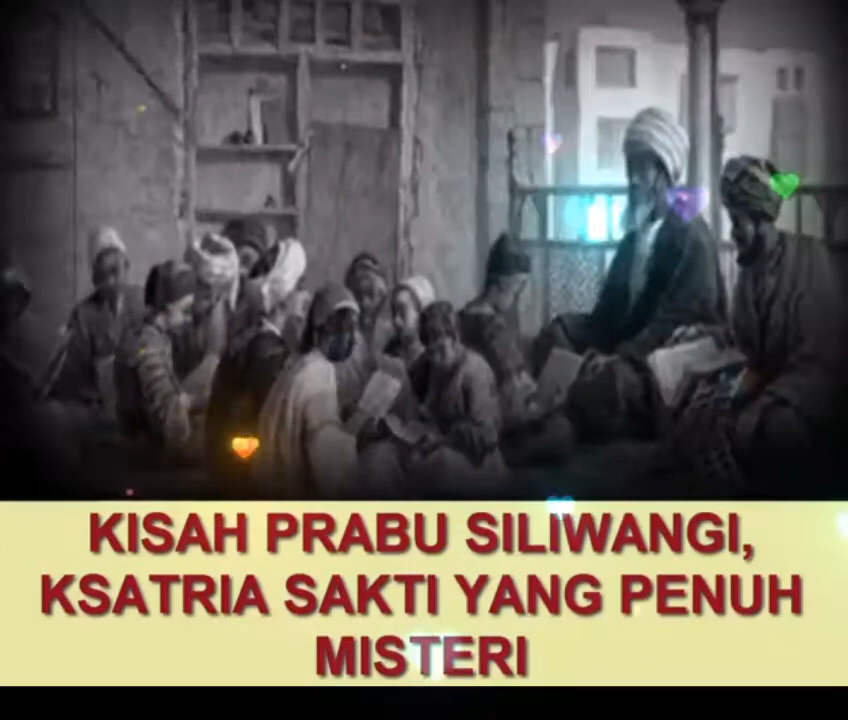 KISAH PRABU SILIWANGI,
KSATRIA SAKTI YANG PENUH
MISTERI